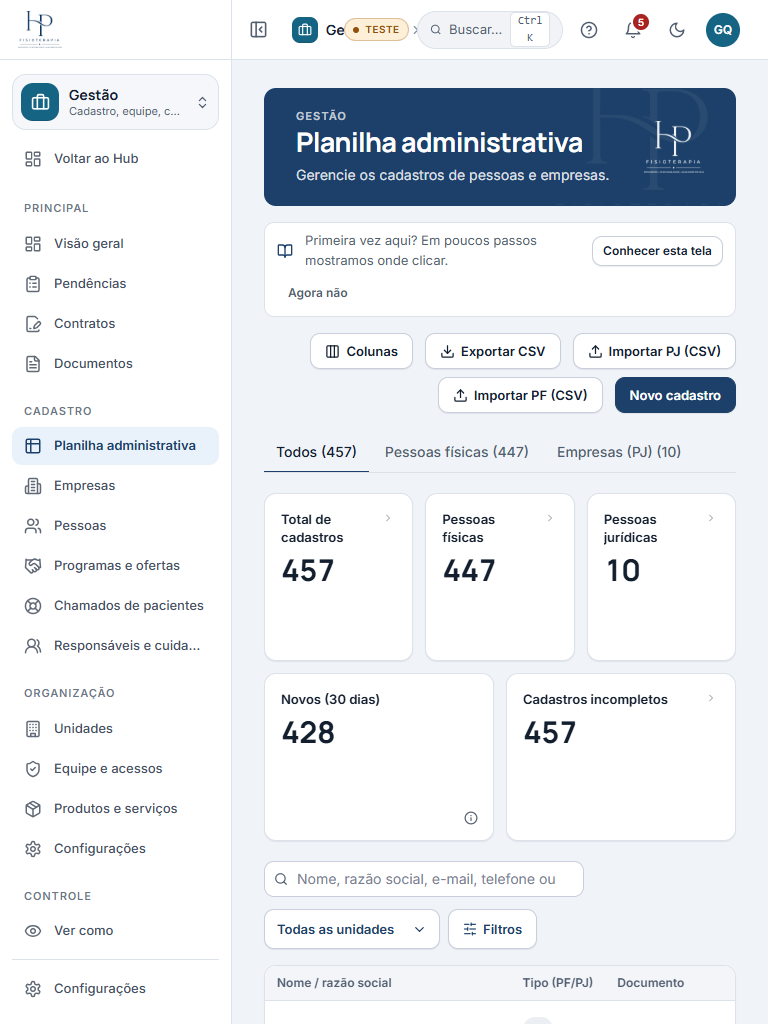 hp
FISIOTERAPIA
Gestão
Cadastro, equipe, c...
Voltar ao Hub
PRINCIPAL
Visão geral
Pendências
Contratos
Documentos
CADASTRO
Planilha administrativa
Empresas
Pessoas
Programas e ofertas
Chamados de pacientes
Responsáveis e cuida...
ORGANIZAÇÃO
Unidades
Equipe e acessos
Produtos e serviços
Configurações
CONTROLE
Ver como
Configurações
Ge
TESTE
Buscar...
Ctrl
K
5
GQ
GESTÃO
Planilha administrativa
Gerencie os cadastros de pessoas e empresas.
hp
FISIOTERAPIA
Primeira vez aqui? Em poucos passos
mostramos onde clicar.
Conhecer esta tela
Agora não
Colunas
Exportar CSV
Importar PJ (CSV)
Importar PF (CSV)
Novo cadastro
Todos (457)
Pessoas físicas (447)
Empresas (PJ) (10)
Total de
cadastros
457
Pessoas
físicas
447
Pessoas
jurídicas
10
Novos (30 dias)
428
Cadastros incompletos
457
Nome, razão social, e-mail, telefone ou
Todas as unidades
Filtros
Nome / razão social
Tipo (PF/PJ)
Documento